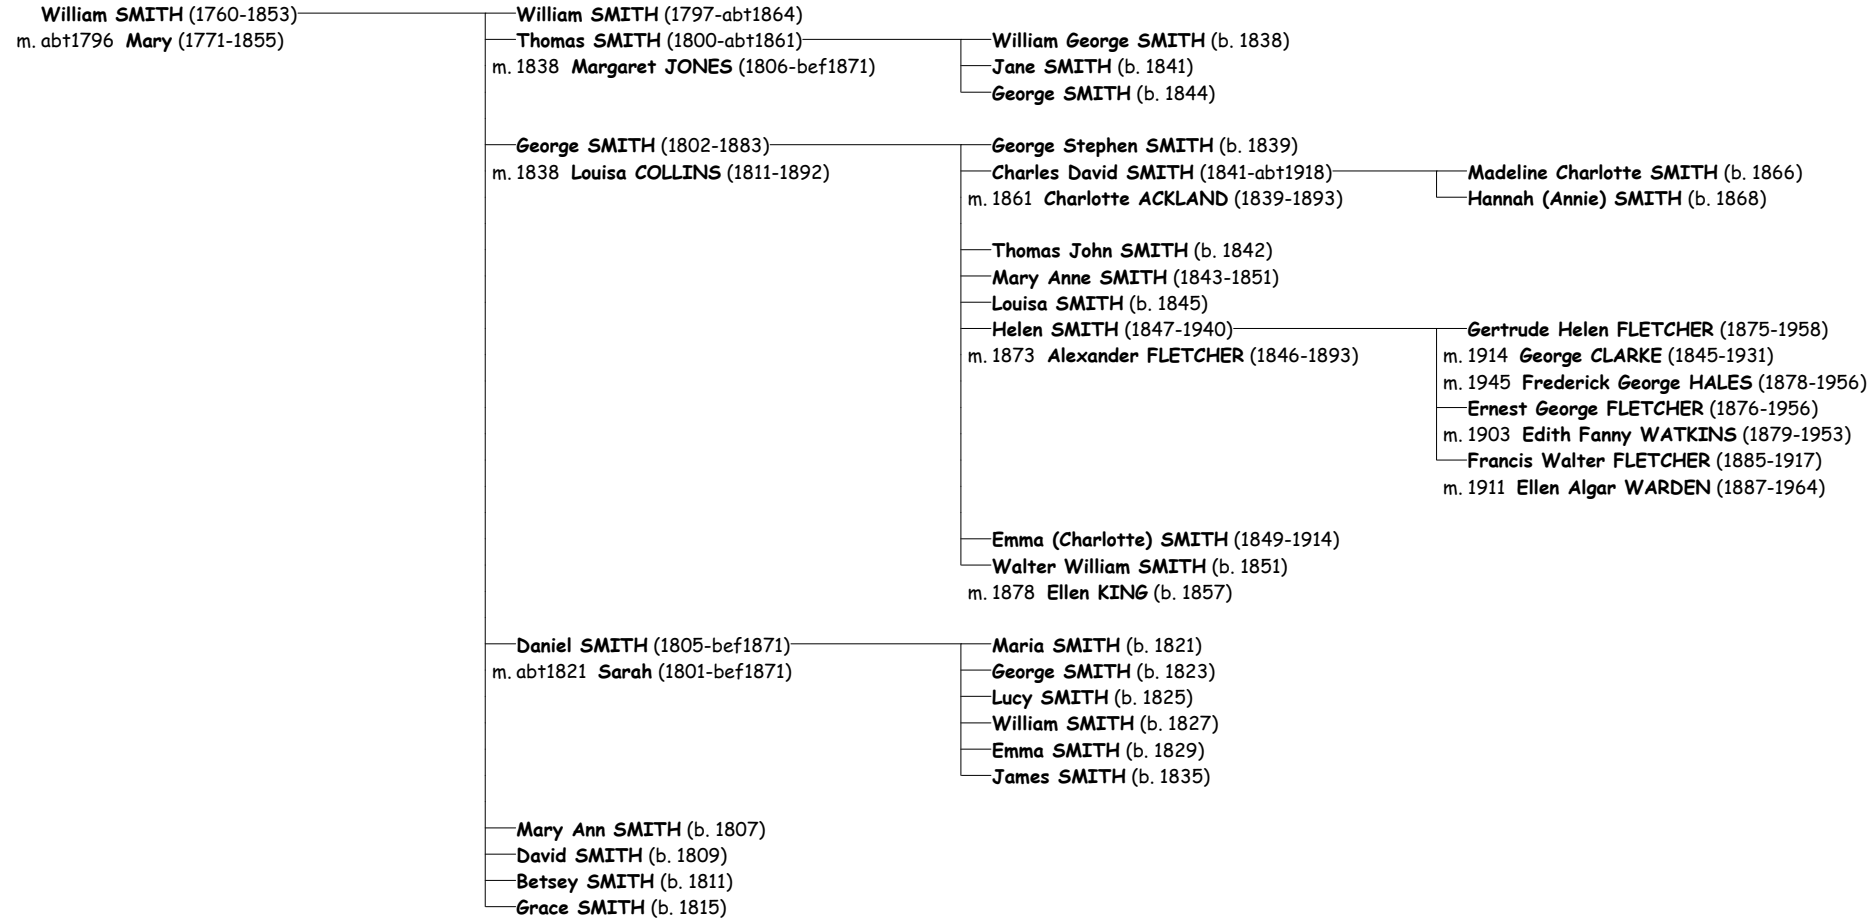 William SMITH (1760-1853)
m. abt1796 Mary (1771-1855)
William SMITH (1797-abt1864)
Thomas SMITH (1800-abt1861)
m. 1838 Margaret JONES (1806-bef1871)
William George SMITH (b. 1838)
Jane SMITH (b. 1841)
George SMITH (b. 1844)
George SMITH (1802-1883)
m. 1838 Louisa COLLINS (1811-1892)
George Stephen SMITH (b. 1839)
Charles David SMITH (1841-abt1918)
m. 1861 Charlotte ACKLAND (1839-1893)
Madeline Charlotte SMITH (b. 1866)
Hannah (Annie) SMITH (b. 1868)
Thomas John SMITH (b. 1842)
Mary Anne SMITH (1843-1851)
Louisa SMITH (b. 1845)
Helen SMITH (1847-1940)
m. 1873 Alexander FLETCHER (1846-1893)
Gertrude Helen FLETCHER (1875-1958)
m. 1914 George CLARKE (1845-1931)
m. 1945 Frederick George HALES (1878-1956)
Ernest George FLETCHER (1876-1956)
m. 1903 Edith Fanny WATKINS (1879-1953)
Francis Walter FLETCHER (1885-1917)
m. 1911 Ellen Algar WARDEN (1887-1964)
Emma (Charlotte) SMITH (1849-1914)
Walter William SMITH (b. 1851)
m. 1878 Ellen KING (b. 1857)
Daniel SMITH (1805-bef1871)
m. abt1821 Sarah (1801-bef1871)
Maria SMITH (b. 1821)
George SMITH (b. 1823)
Lucy SMITH (b. 1825)
William SMITH (b. 1827)
Emma SMITH (b. 1829)
James SMITH (b. 1835)
Mary Ann SMITH (b. 1807)
David SMITH (b. 1809)
Betsey SMITH (b. 1811)
Grace SMITH (b. 1815)